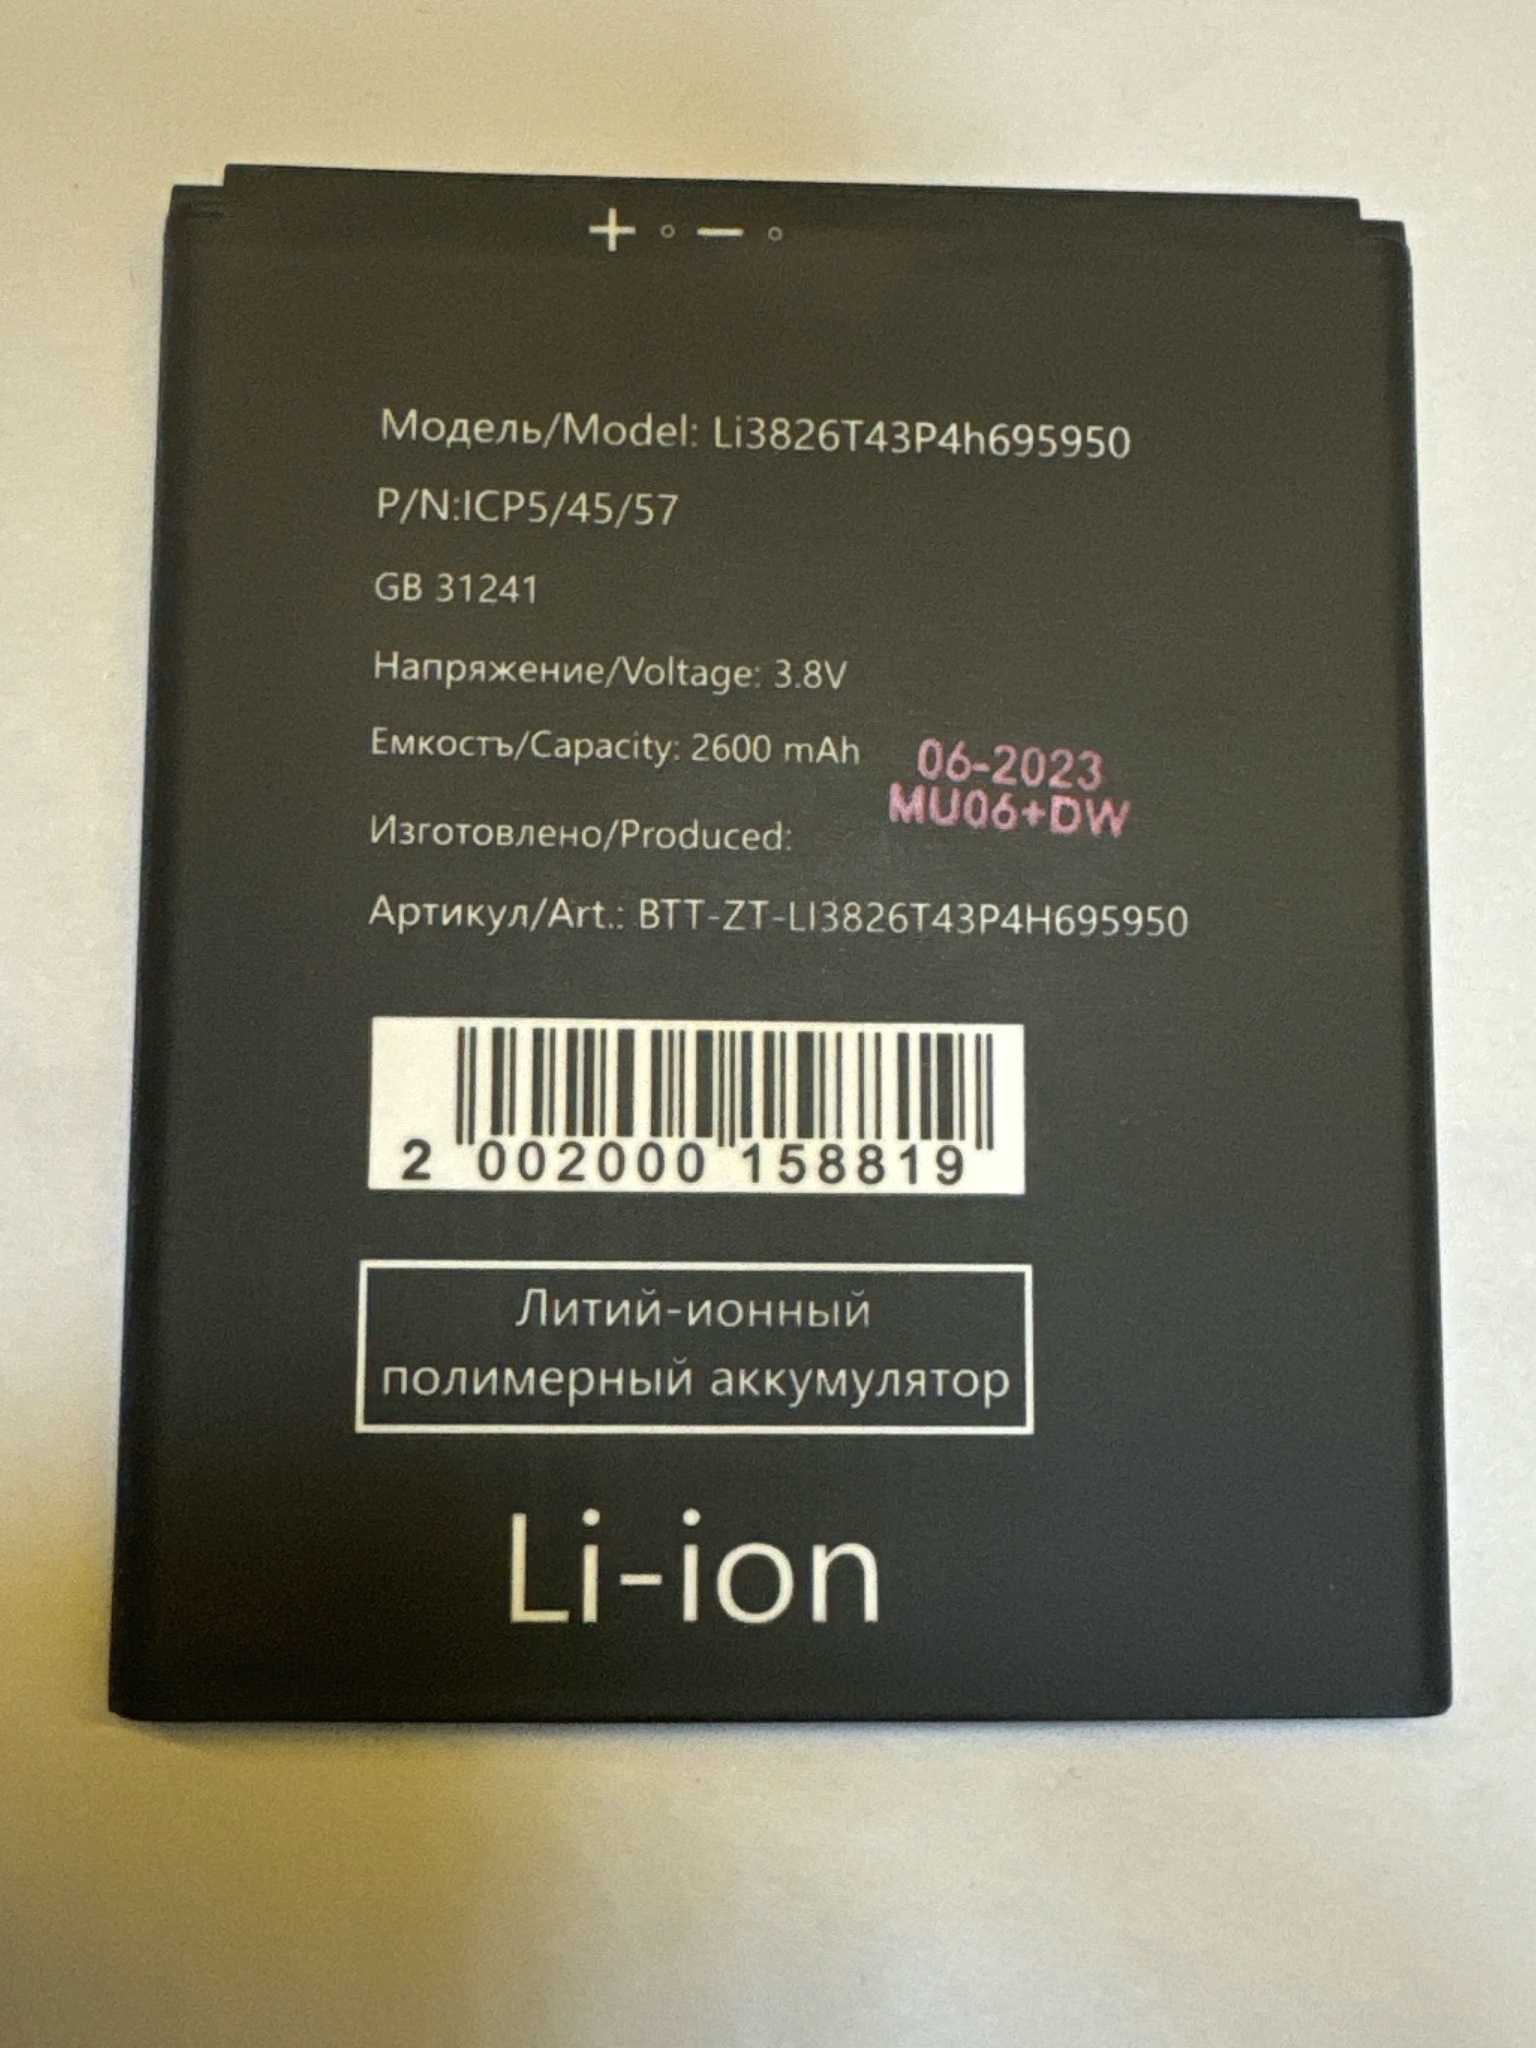 + ◦ – ◦
Модель/Model: Li3826T43P4h695950
P/N:ICP5/45/57
GB 31241
Напряжение/Voltage: 3.8V
Емкостъ/Capacity: 2600 mAh
06-2023
MU06+DW
Изготовлено/Produced:
Артикул/Art.: BTT-ZT-LI3826T43P4H695950
2 002000 158819
Литий-ионный
полимерный аккумулятор
Li-ion